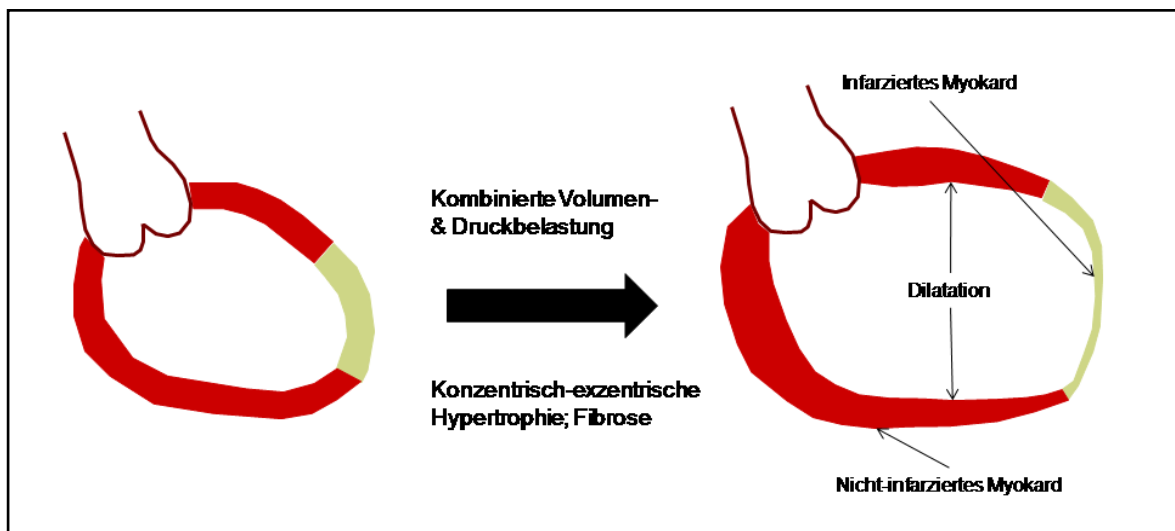 Infarziertes Myokard
Kombinierte Volumen-
& Druckbelastung
Dilatation
Konzentrisch-exzentrische
Hypertrophie; Fibrose
Nicht-infarziertes Myokard